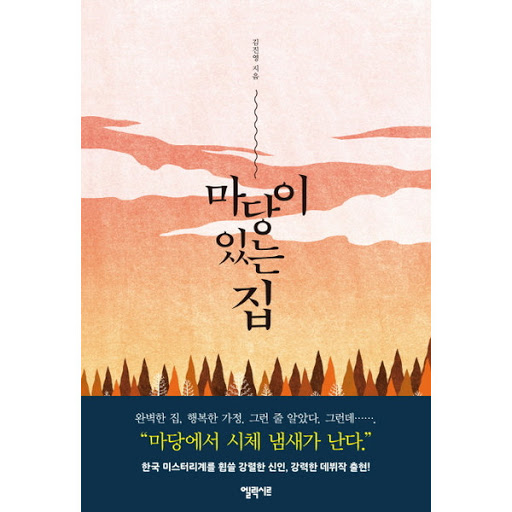 김진영 지음
마당이
있는
집
완벽한 집, 행복한 가정, 그런 줄 알았다, 그런데…….
“마당에서 시체 냄새가 난다.”
한국 미스터리계를 휩쓸 강렬한 신인, 강력한 데뷔작 출현!
엘릭시르